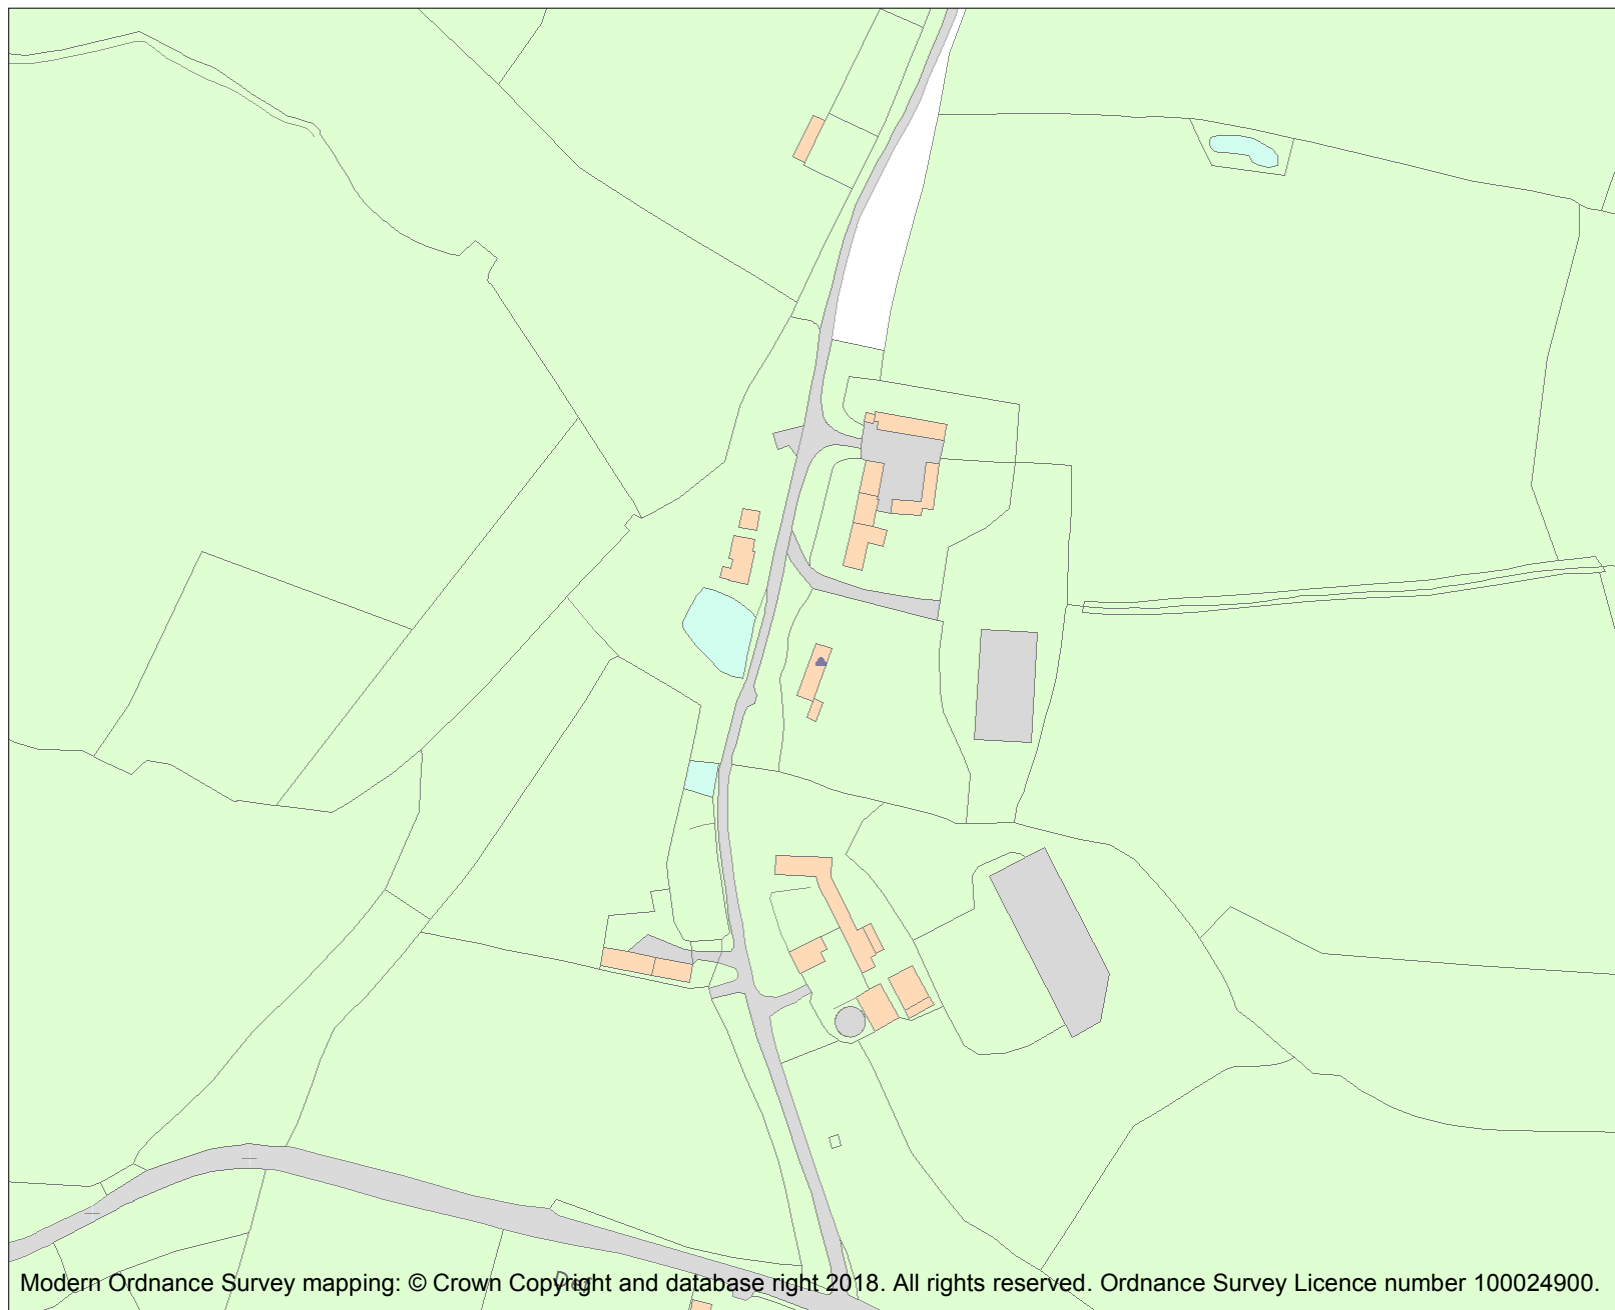 Modern Ordnance Survey mapping: © Crown Copyright and database right 2018. All rights reserved. Ordnance Survey Licence number 100024900.